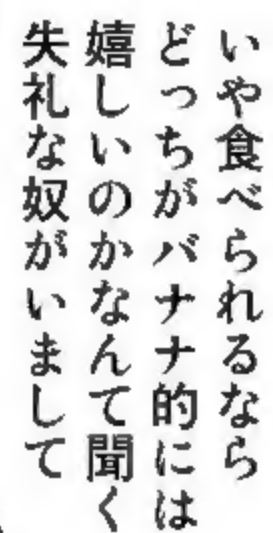 いや食べられるなら
どっちがバナナ的には
嬉しいのかなんて聞く
失礼な奴がいまして